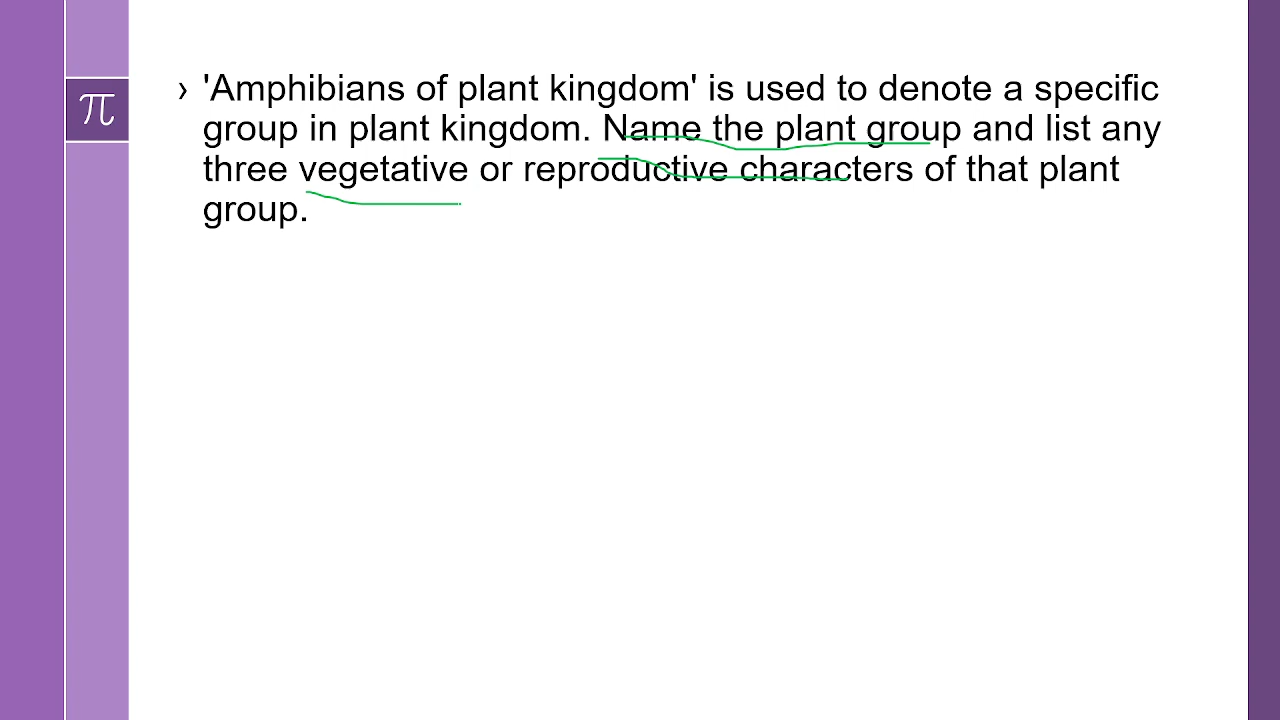 π
› 'Amphibians of plant kingdom' is used to denote a specific
group in plant kingdom. Name the plant group and list any
three vegetative or reproductive characters of that plant
group.